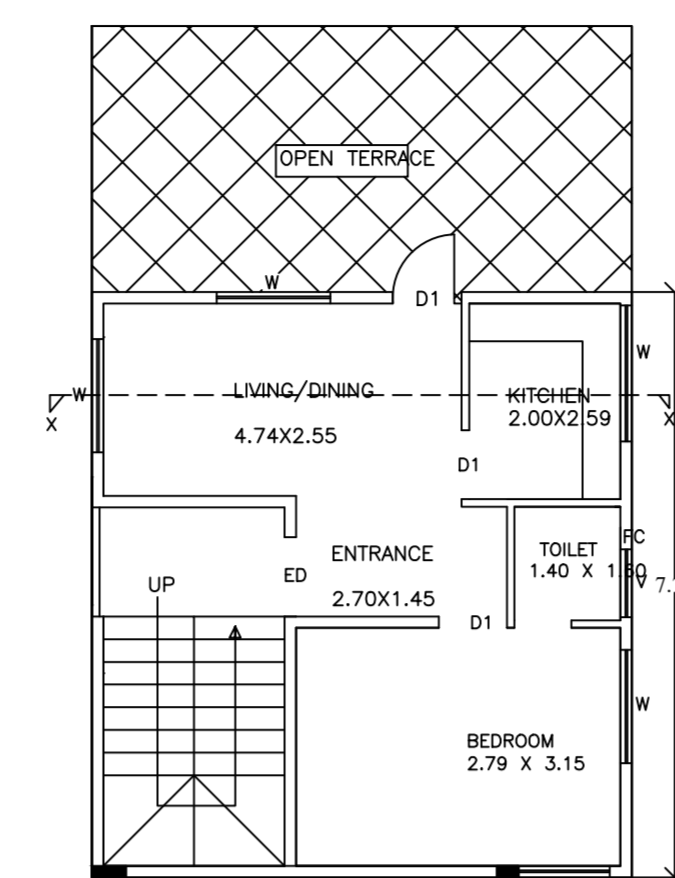 OPEN TERRACE
W
D1
W
W
LIVING/DINING
KITCHEN
X
X
2.00X2.59
4.74X2.55
D1
ENTRANCE
TOILET
ED
1.40 X 1.50
UP
2.70X1.45
D1
W
BEDROOM
2.79 X 3.15